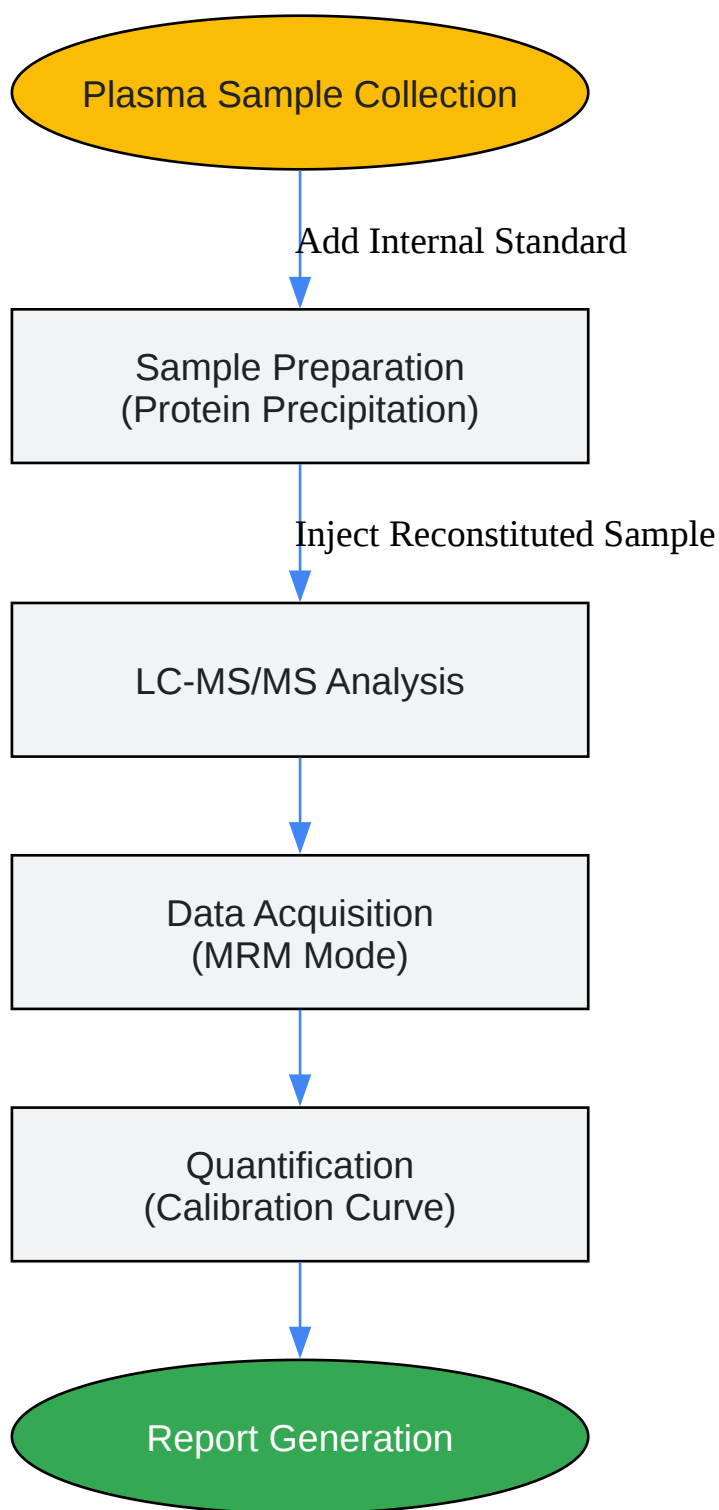 Plasma Sample Collection
Add Internal Standard
Sample Preparation
(Protein Precipitation)
Inject Reconstituted Sample
LC-MS/MS Analysis
Data Acquisition
(MRM Mode)
Quantification
(Calibration Curve)
Report Generation